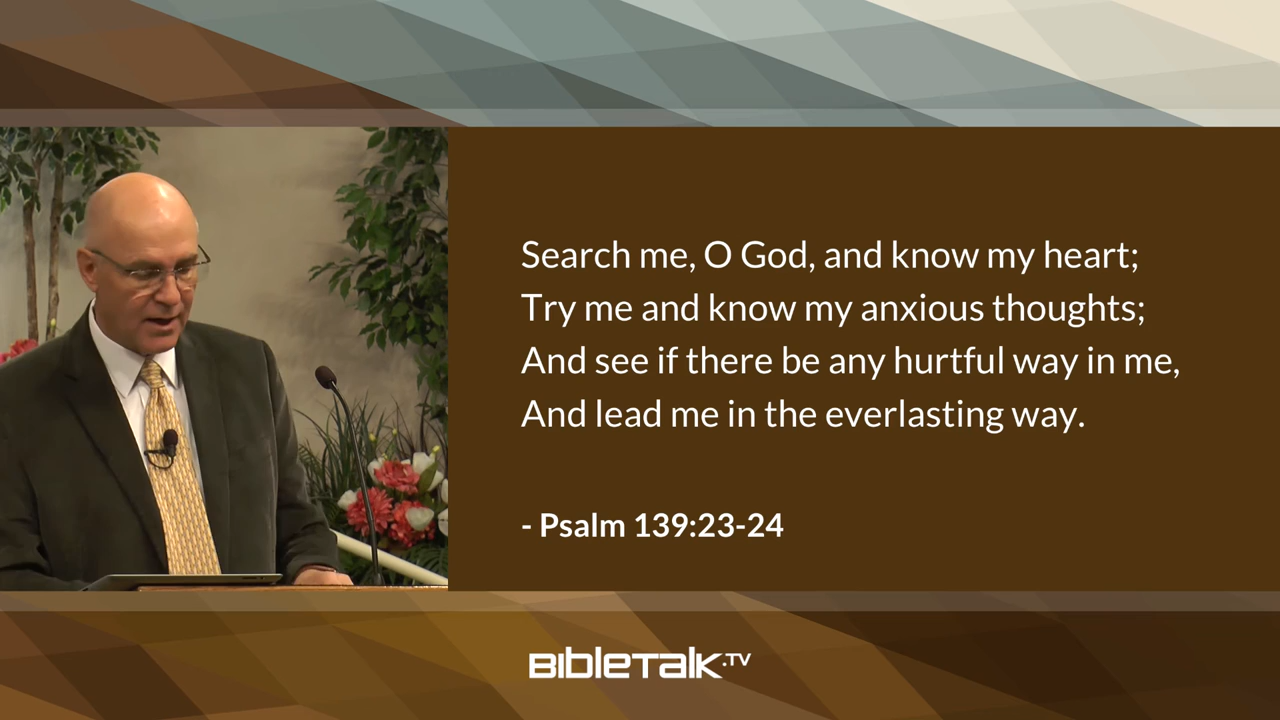 Search me, O God, and know my heart;
Try me and know my anxious thoughts;
And see if there be any hurtful way in me,
And lead me in the everlasting way.
- Psalm 139:23-24
BIBLETALK.TV